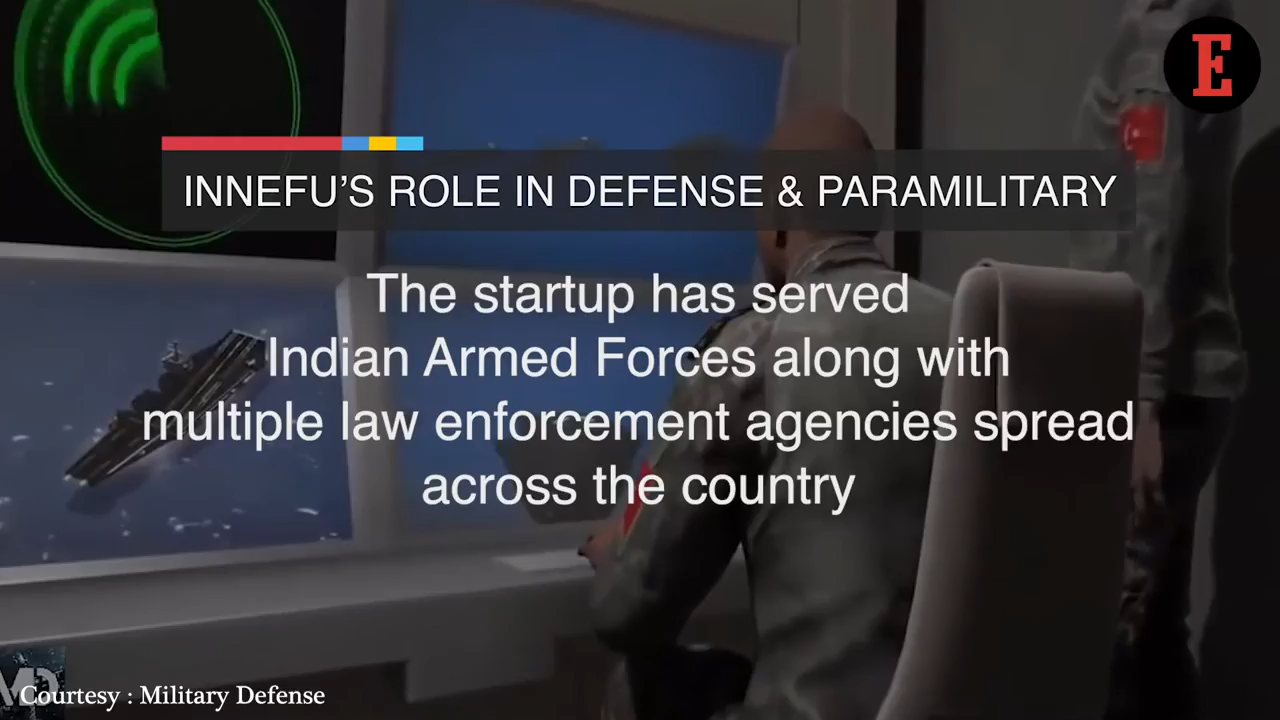 E
INNEFU'S ROLE IN DEFENSE & PARAMILITARY
The startup has served
Indian Armed Forces along with
multiple law enforcement agencies spread
across the country
MD
Courtesy : Military Defense